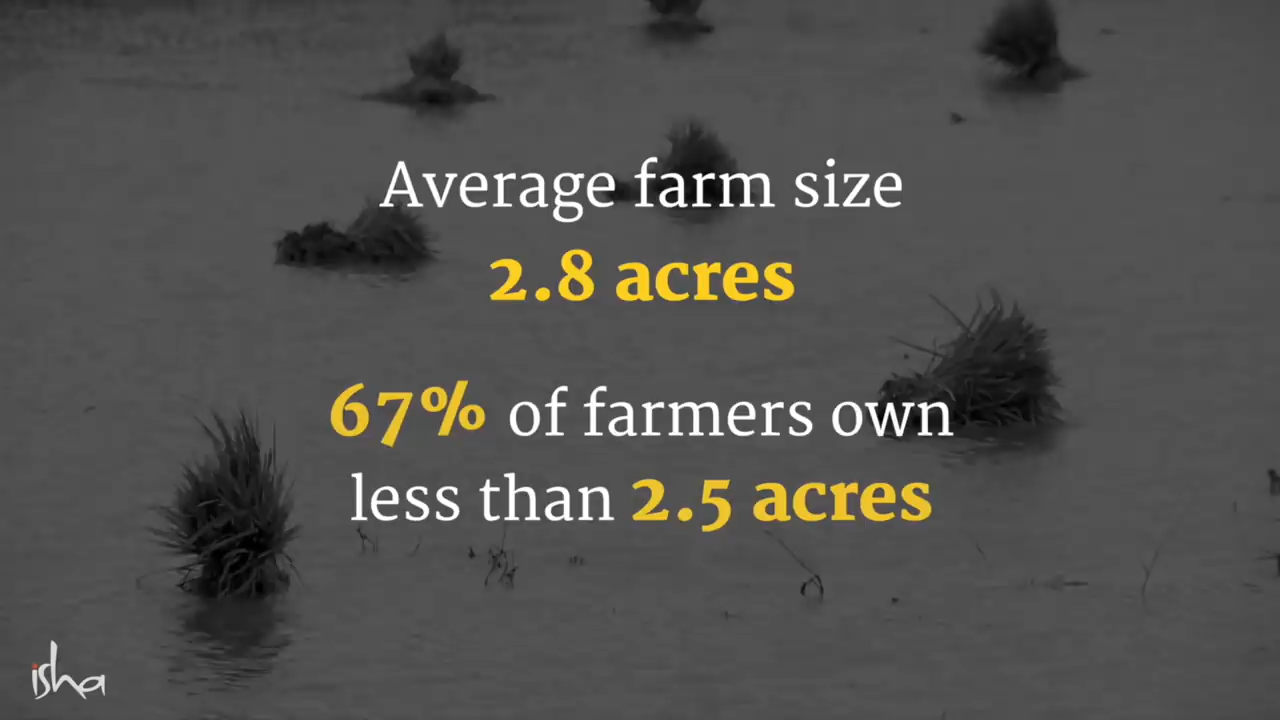 Average farm size
2.8 acres
67% of farmers own
less than 2.5 acres
isha